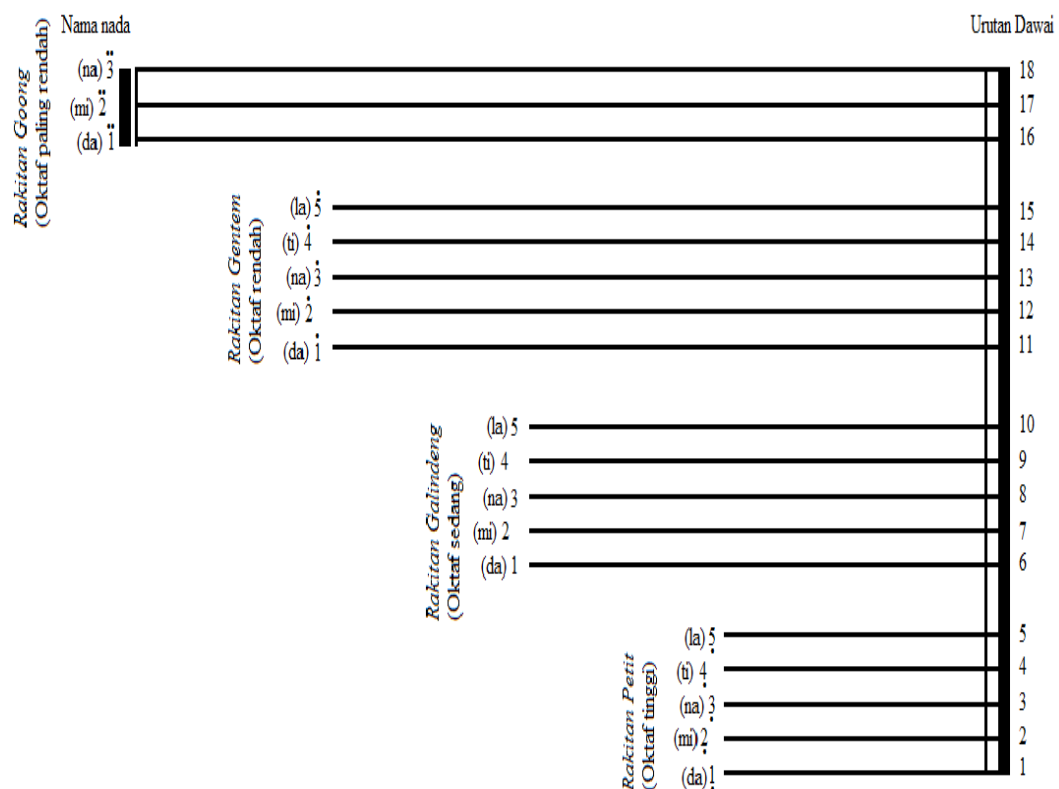 Nama nada Urutan Dawai
Rakitan Goong
(Oktaf paling rendah)
(na) 3̈ 18
(mi) 2̈ 17
(da) 1̈ 16
Rakitan Gentem
(Oktaf rendah)
(la) 5̇ 15
(ti) 4̇ 14
(na) 3̇ 13
(mi) 2̇ 12
(da) 1̇ 11
Rakitan Galindeng
(Oktaf sedang)
(la) 5 10
(ti) 4 9
(na) 3 8
(mi) 2 7
(da) 1 6
Rakitan Petit
(Oktaf tinggi)
(la) 5̣ 5
(ti) 4̣ 4
(na) 3̣ 3
(mi) 2̣ 2
(da) 1̣ 1